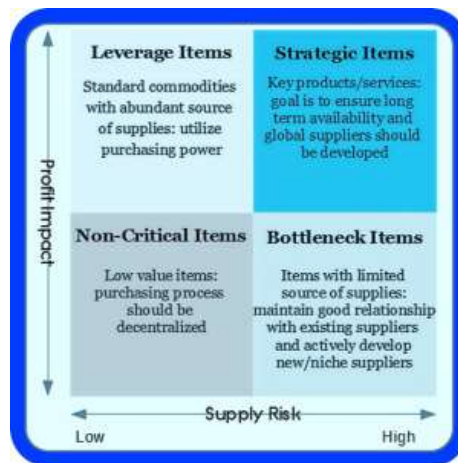 Leverage Items
Standard commodities
with abundant source
of supplies: utilize
purchasing power
Strategic Items
Key products/services:
goal is to ensure long
term availability and
global suppliers should
be developed
Profit Impact
Non-Critical Items
Low value items:
purchasing process
should be
decentralized
Bottleneck Items
Items with limited
source of supplies:
maintain good relationship
with existing suppliers
and actively develop
new/niche suppliers
Supply Risk
Low
High